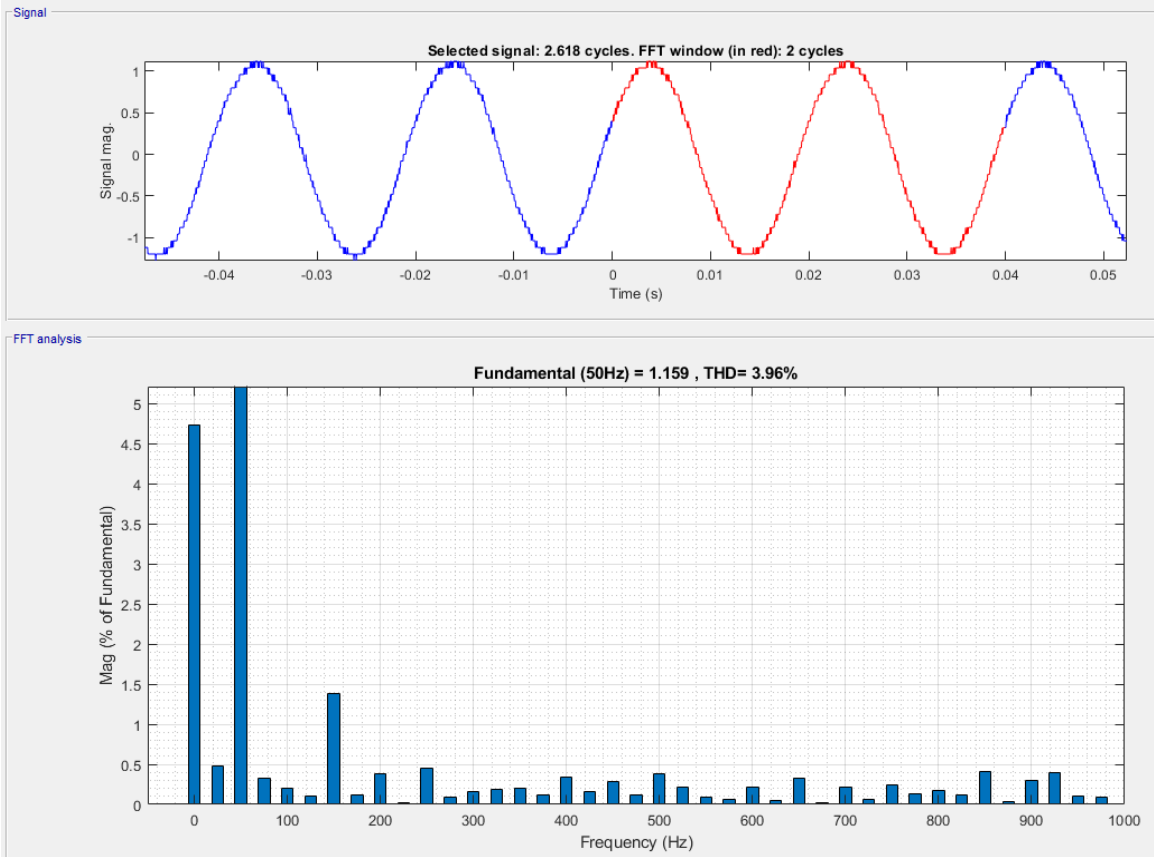 Signal
Selected signal: 2.618 cycles. FFT window (in red): 2 cycles
1
0.5
0
-0.5
-1
Signal mag.
-0.04 -0.03 -0.02 -0.01 0 0.01 0.02 0.03 0.04 0.05
Time (s)
FFT analysis
Fundamental (50Hz) = 1.159 , THD= 3.96%
5
4.5
4
3.5
3
2.5
2
1.5
1
0.5
0
Mag (% of Fundamental)
0 100 200 300 400 500 600 700 800 900 1000
Frequency (Hz)